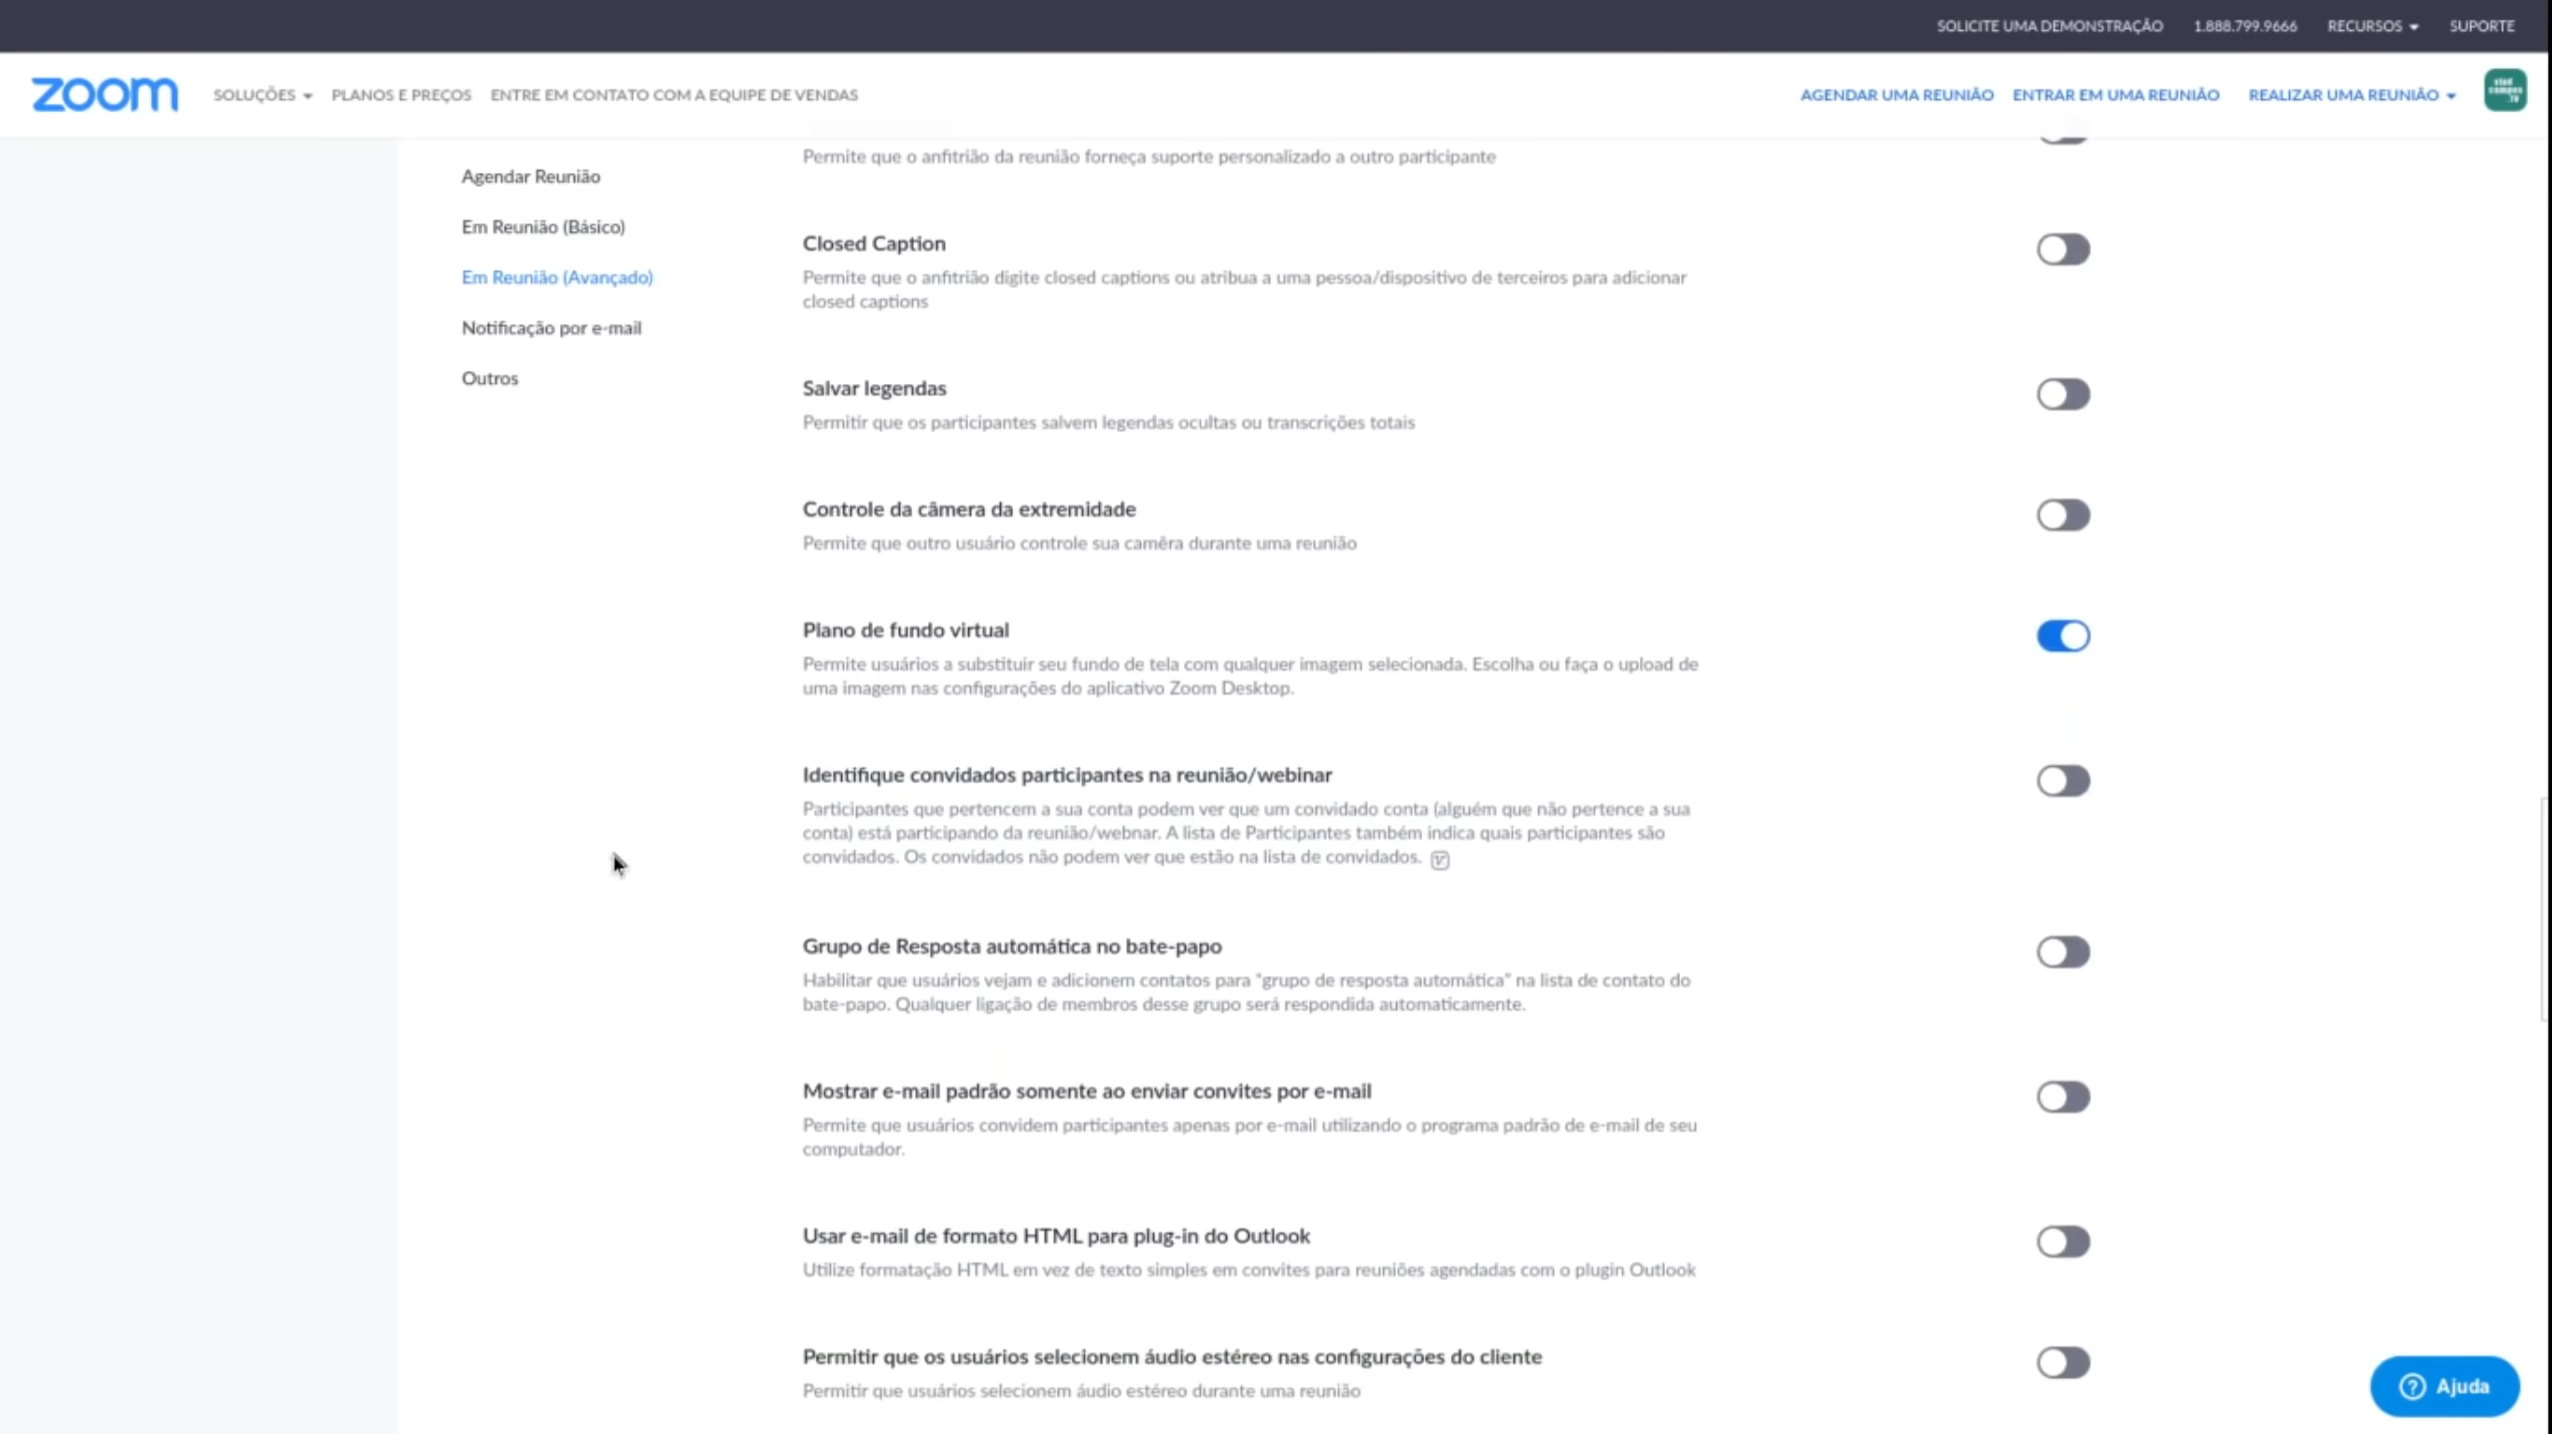 SOLICITE UMA DEMONSTRAÇÃO 1.888.799.9666 RECURSOS SUPORTE
zoom SOLUÇÕES PLANOS E PREÇOS ENTRE EM CONTATO COM A EQUIPE DE VENDAS AGENDAR UMA REUNIÃO ENTRAR EM UMA REUNIÃO REALIZAR UMA REUNIÃO
Agendar Reunião
Em Reunião (Básico)
Em Reunião (Avançado)
Notificação por e-mail
Outros
Permite que o anfitrião da reunião forneça suporte personalizado a outro participante
Closed Caption
Permite que o anfitrião digite closed captions ou atribua a uma pessoa/dispositivo de terceiros para adicionar
closed captions
Salvar legendas
Permitir que os participantes salvem legendas ocultas ou transcrições totais
Controle da câmera da extremidade
Permite que outro usuário controle sua camêra durante uma reunião
Plano de fundo virtual
Permite usuários a substituir seu fundo de tela com qualquer imagem selecionada. Escolha ou faça o upload de
uma imagem nas configurações do aplicativo Zoom Desktop.
Identifique convidados participantes na reunião/webinar
Participantes que pertencem a sua conta podem ver que um convidado conta (alguém que não pertence a sua
conta) está participando da reunião/webnar. A lista de Participantes também indica quais participantes são
convidados. Os convidados não podem ver que estão na lista de convidados.
Grupo de Resposta automática no bate-papo
Habilitar que usuários vejam e adicionem contatos para "grupo de resposta automática" na lista de contato do
bate-papo. Qualquer ligação de membros desse grupo será respondida automaticamente.
Mostrar e-mail padrão somente ao enviar convites por e-mail
Permite que usuários convidem participantes apenas por e-mail utilizando o programa padrão de e-mail de seu
computador.
Usar e-mail de formato HTML para plug-in do Outlook
Utilize formatação HTML em vez de texto simples em convites para reuniões agendadas com o plugin Outlook
Permitir que os usuários selecionem áudio estéreo nas configurações do cliente
Permitir que usuários selecionem áudio estéreo durante uma reunião
Ajuda